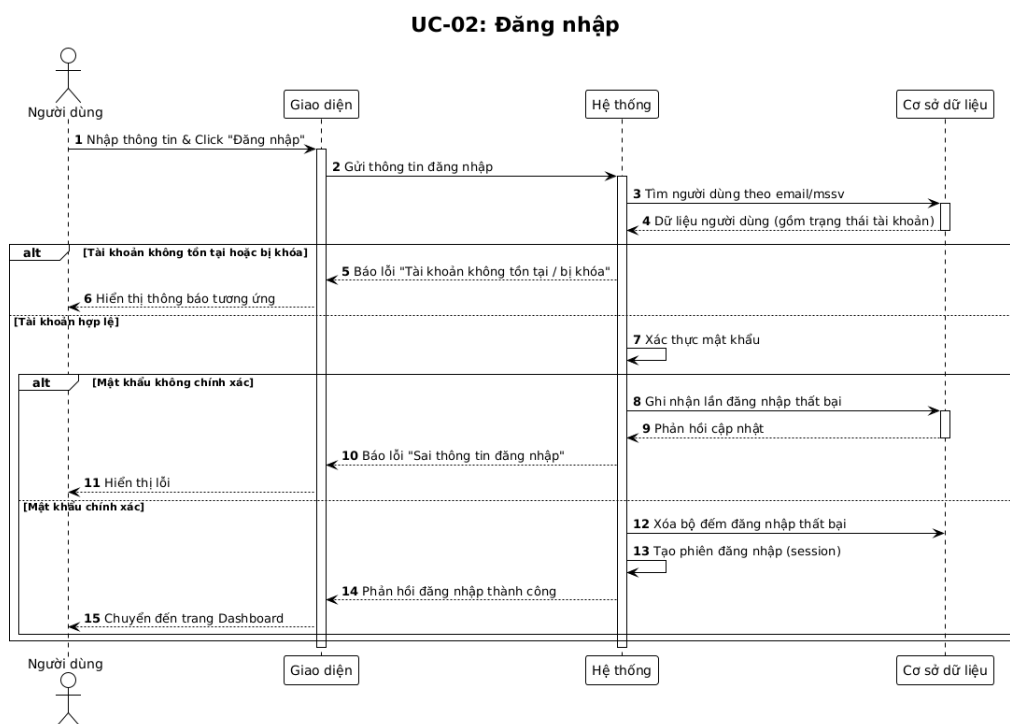 UC-02: Đăng nhập
Người dùng
Giao diện
Hệ thống
Cơ sở dữ liệu
1 Nhập thông tin & Click "Đăng nhập"
2 Gửi thông tin đăng nhập
3 Tìm người dùng theo email/mssv
4 Dữ liệu người dùng (gồm trạng thái tài khoản)
alt [Tài khoản không tồn tại hoặc bị khóa]
5 Báo lỗi "Tài khoản không tồn tại / bị khóa"
6 Hiển thị thông báo tương ứng
[Tài khoản hợp lệ]
7 Xác thực mật khẩu
alt [Mật khẩu không chính xác]
8 Ghi nhận lần đăng nhập thất bại
9 Phản hồi cập nhật
10 Báo lỗi "Sai thông tin đăng nhập"
11 Hiển thị lỗi
[Mật khẩu chính xác]
12 Xóa bộ đếm đăng nhập thất bại
13 Tạo phiên đăng nhập (session)
14 Phản hồi đăng nhập thành công
15 Chuyển đến trang Dashboard
Người dùng
Giao diện
Hệ thống
Cơ sở dữ liệu